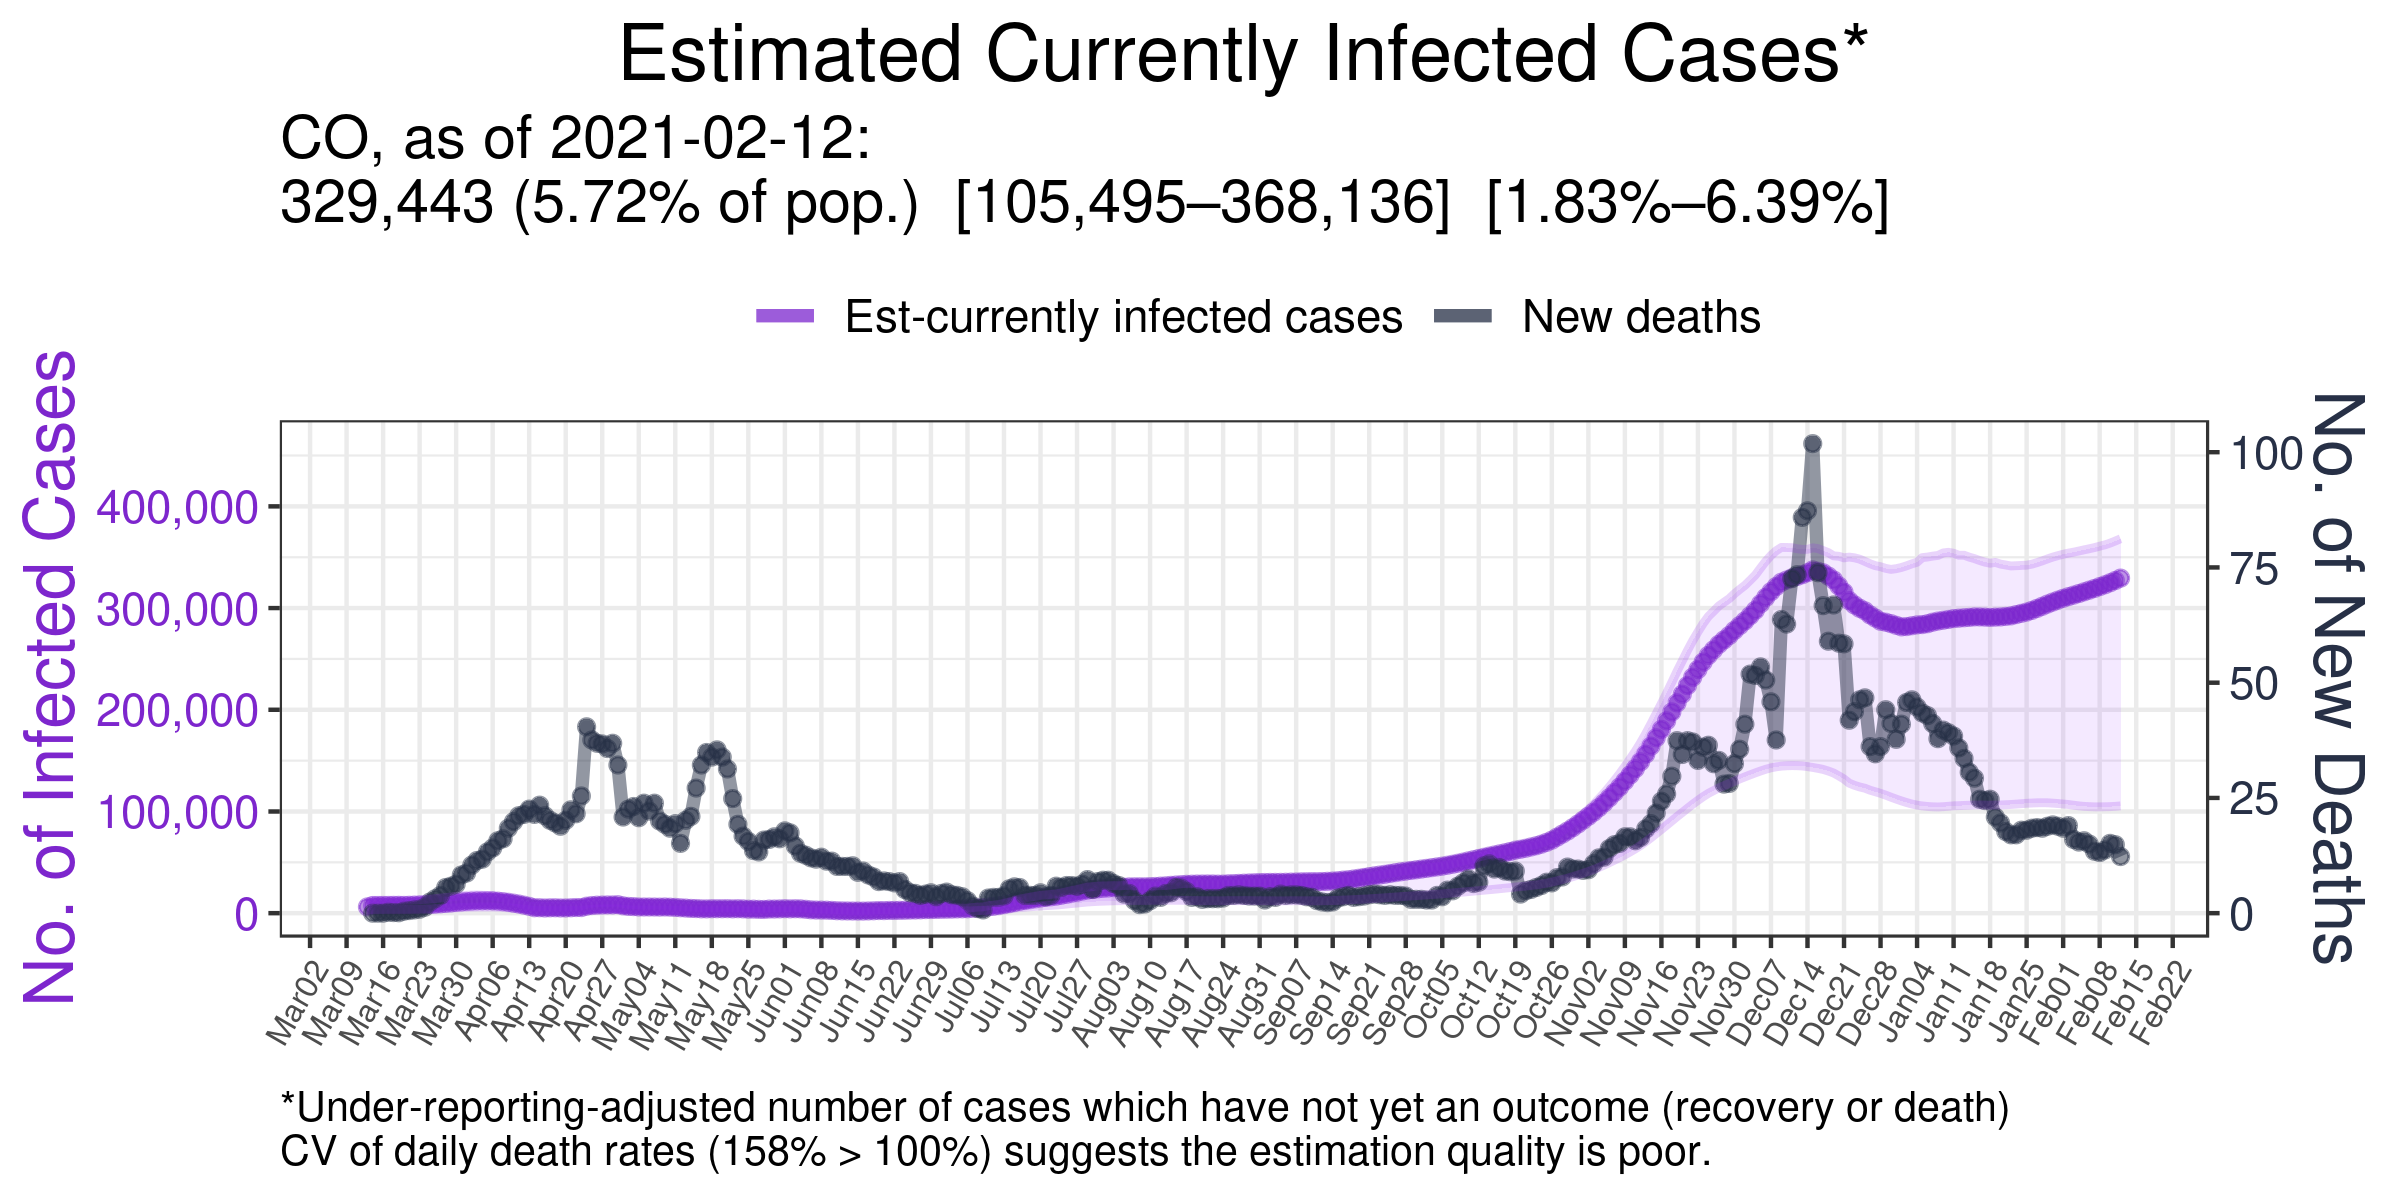 Estimated Currently Infected Cases*
CO, as of 2021-02-12:
329,443 (5.72% of pop.) [105,495–368,136] [1.83%–6.39%]
Est-currently infected cases
New deaths
No. of Infected Cases
400,000
300,000
200,000
100,000
0
No. of New Deaths
100
75
50
25
0
Mar02
Mar09
Mar16
Mar23
Mar30
Apr06
Apr13
Apr20
Apr27
May04
May11
May18
May25
Jun01
Jun08
Jun15
Jun22
Jun29
Jul06
Jul13
Jul20
Jul27
Aug03
Aug10
Aug17
Aug24
Aug31
Sep07
Sep14
Sep21
Sep28
Oct05
Oct12
Oct19
Oct26
Nov02
Nov09
Nov16
Nov23
Nov30
Dec07
Dec14
Dec21
Dec28
Jan04
Jan11
Jan18
Jan25
Feb01
Feb08
Feb15
Feb22
*Under-reporting-adjusted number of cases which have not yet an outcome (recovery or death)
CV of daily death rates (158% > 100%) suggests the estimation quality is poor.